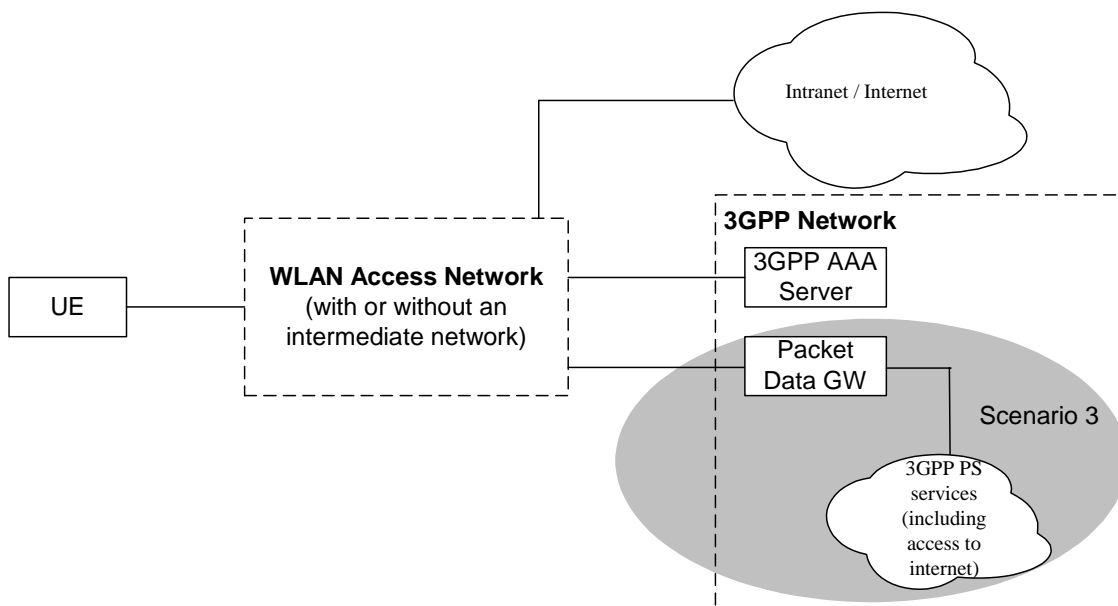 Intranet / Internet
3GPP Network
WLAN Access Network
(with or without an
intermediate network)
3GPP AAA
Server
UE
Packet
Data GW
Scenario 3
3GPP PS
services
(including
access to
internet)